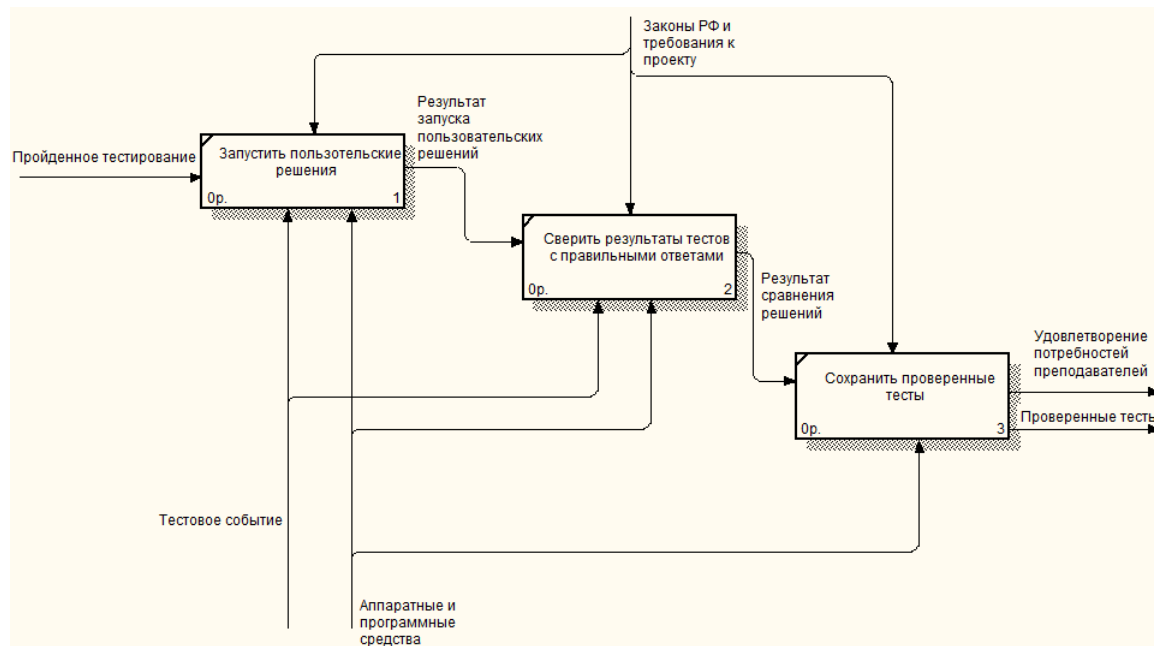 Законы РФ и
требования к
проекту
Результат
запуска
пользовательских
решений
Пройденное тестирование
Запустить пользотельские
решения
0р.
1
Сверить результаты тестов
с правильными ответами
0р.
2
Результат
сравнения
решений
Удовлетворение
потребностей
преподавателей
Сохранить проверенные
тесты
0р.
3
Проверенные тесты
Тестовое событие
Аппаратные и
программные
средства